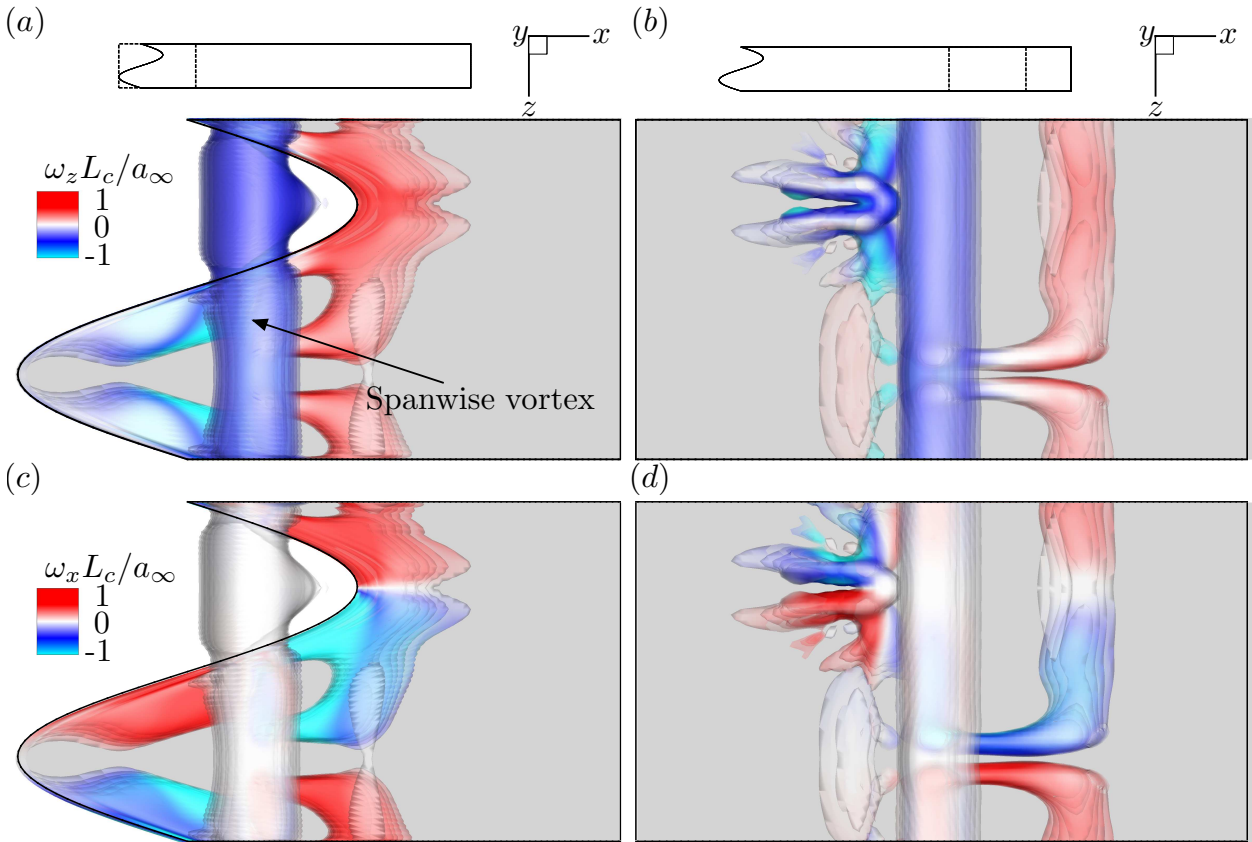 (a)
y x
z
(b)
y x
z
ω_z L_c/a_∞
1
0
-1
Spanwise vortex
(c)
(d)
ω_x L_c/a_∞
1
0
-1